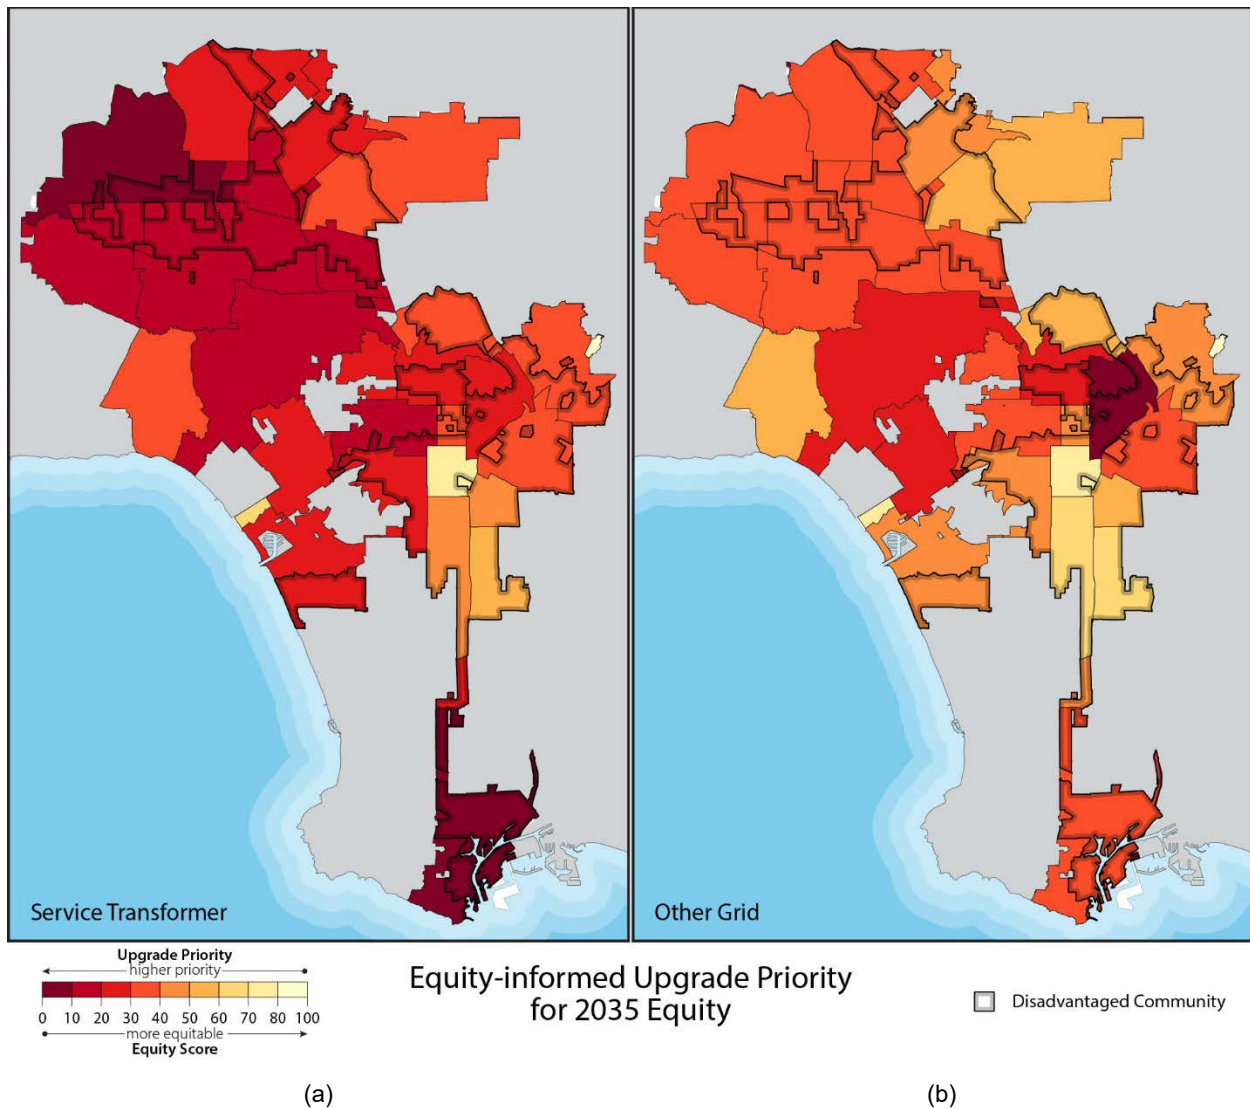 Service Transformer
Other Grid
Upgrade Priority
higher priority
0 10 20 30 40 50 60 70 80 90 100
more equitable
Equity Score
Equity-informed Upgrade Priority
for 2035 Equity
Disadvantaged Community
(a)
(b)